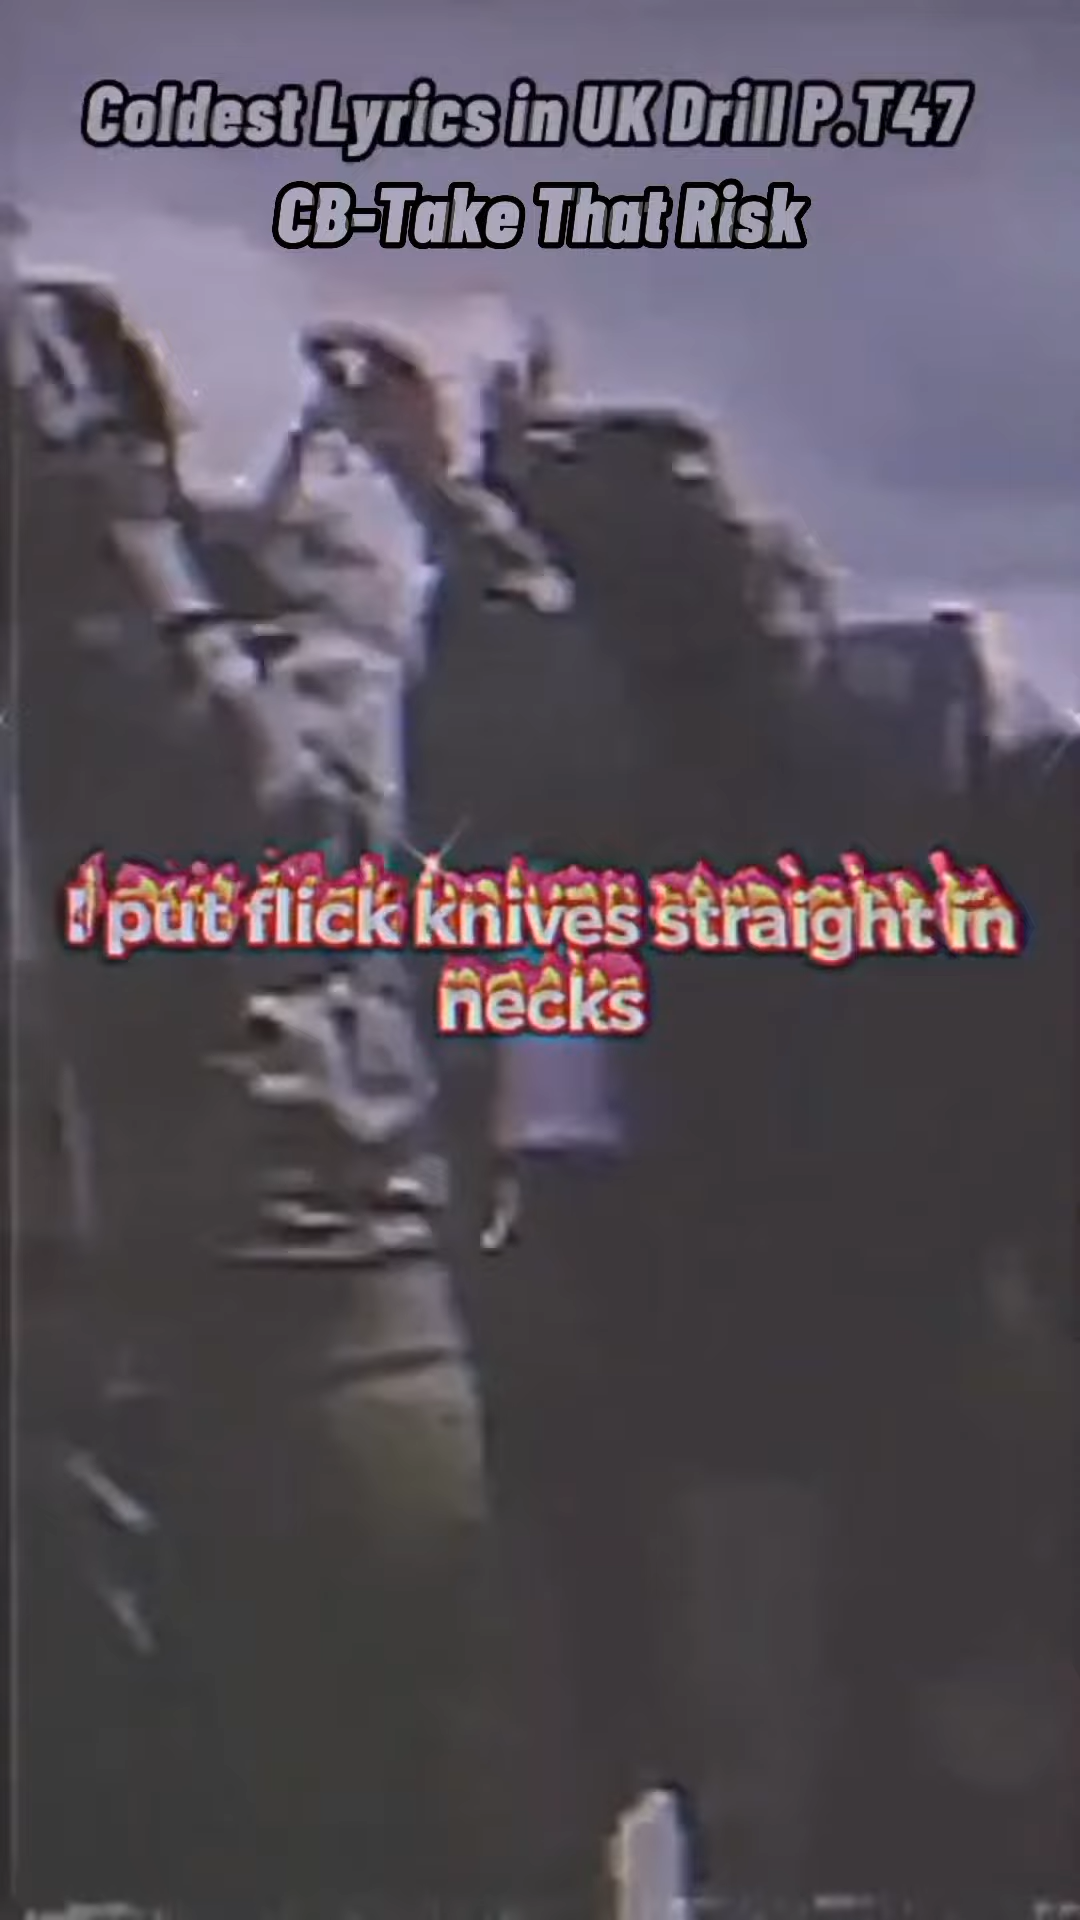 Coldest Lyrics in UK Drill P.T47
CB-Take That Risk
I put flick knives straight in
necks